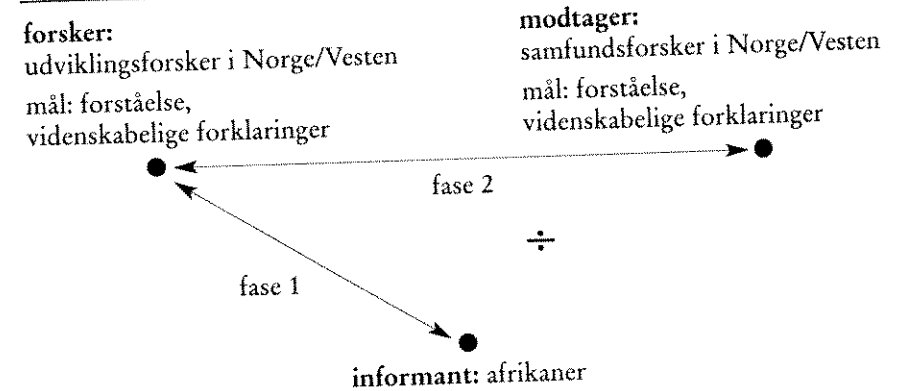 forsker:
udviklingsforsker i Norge/Vesten
mål: forståelse,
videnskabelige forklaringer
modtager:
samfundsforsker i Norge/Vesten
mål: forståelse,
videnskabelige forklaringer
fase 2
÷
fase 1
informant: afrikaner